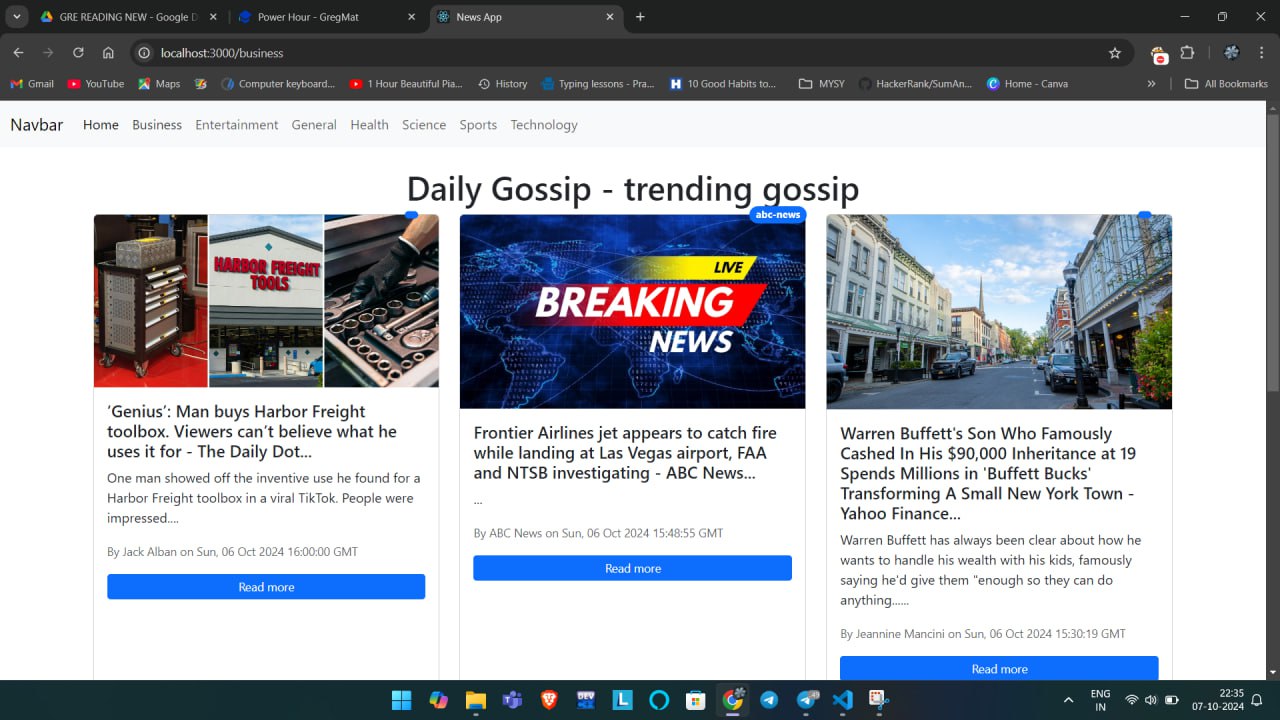 GRE READING NEW - Google D
Power Hour - GregMat
News App
localhost:3000/business
Gmail
YouTube
Maps
Computer keyboard...
1 Hour Beautiful Pia...
History
Typing lessons - Pra...
H
10 Good Habits to...
MYSY
HackerRank/SumAn...
C
Home - Canva
»
All Bookmarks
Navbar
Home
Business
Entertainment
General
Health
Science
Sports
Technology
Daily Gossip - trending gossip
HARBOR FREIGHT
TOOLS
‘Genius’: Man buys Harbor Freight
toolbox. Viewers can’t believe what he
uses it for - The Daily Dot...
One man showed off the inventive use he found for a
Harbor Freight toolbox in a viral TikTok. People were
impressed....
By Jack Alban on Sun, 06 Oct 2024 16:00:00 GMT
Read more
abc-news
LIVE
BREAKING
NEWS
Frontier Airlines jet appears to catch fire
while landing at Las Vegas airport, FAA
and NTSB investigating - ABC News...
...
By ABC News on Sun, 06 Oct 2024 15:48:55 GMT
Read more
Warren Buffett's Son Who Famously
Cashed In His $90,000 Inheritance at 19
Spends Millions in 'Buffett Bucks'
Transforming A Small New York Town -
Yahoo Finance...
Warren Buffett has always been clear about how he
wants to handle his wealth with his kids, famously
saying he'd give them "enough so they can do
anything......
By Jeannine Mancini on Sun, 06 Oct 2024 15:30:19 GMT
Read more
DEV
L
49
ENG
IN
22:35
07-10-2024